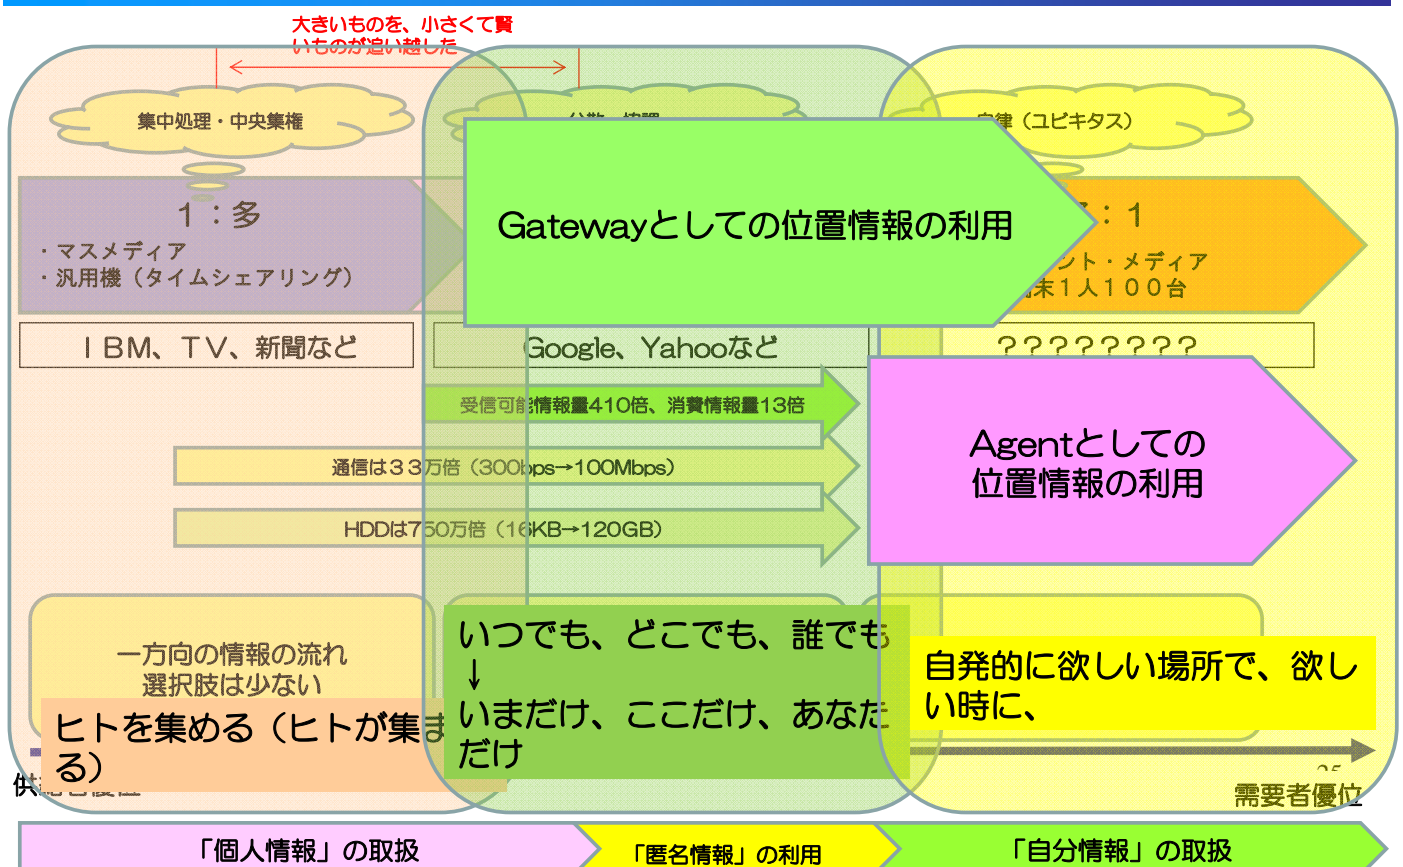 大きいものを、小さくて賢
いものが追い越した
集中処理・中央集権
分散・協調
自律（ユビキタス）
１：多
・マスメディア
・汎用機（タイムシェアリング）
Gatewayとしての位置情報の利用
：１
ント・メディア
末１人１００台
ＩＢＭ、ＴＶ、新聞など
Google、Yahooなど
????????
受信可能情報量410倍、消費情報量13倍
通信は３３万倍（300bps→100Mbps）
HDDは750万倍（16KB→120GB）
Agentとしての
位置情報の利用
一方向の情報の流れ
選択肢は少ない
ヒトを集める（ヒトが集ま
る）
いつでも、どこでも、誰でも
↓
いまだけ、ここだけ、あなた
だけ
自発的に欲しい場所で、欲し
い時に、
需要者優位
「個人情報」の取扱
「匿名情報」の利用
「自分情報」の取扱